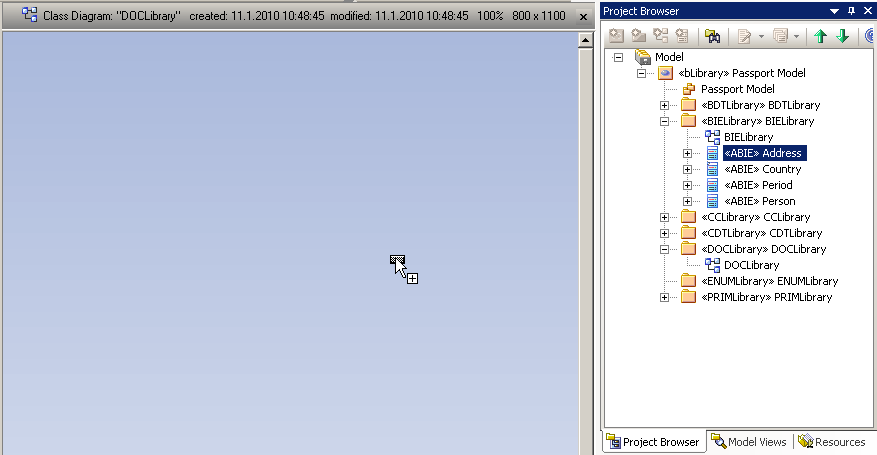 Class Diagram: "DOCLibrary" created: 11.1.2010 10:48:45 modified: 11.1.2010 10:48:45 100% 800 x 1100
Project Browser
Model
«bLibrary» Passport Model
Passport Model
«BDTLibrary» BDTLibrary
«BIELibrary» BIELibrary
BIELibrary
«ABIE» Address
«ABIE» Country
«ABIE» Period
«ABIE» Person
«CCLibrary» CCLibrary
«CDTLibrary» CDTLibrary
«DOCLibrary» DOCLibrary
DOCLibrary
«ENUMLibrary» ENUMLibrary
«PRIMLibrary» PRIMLibrary
Project Browser Model Views Resources